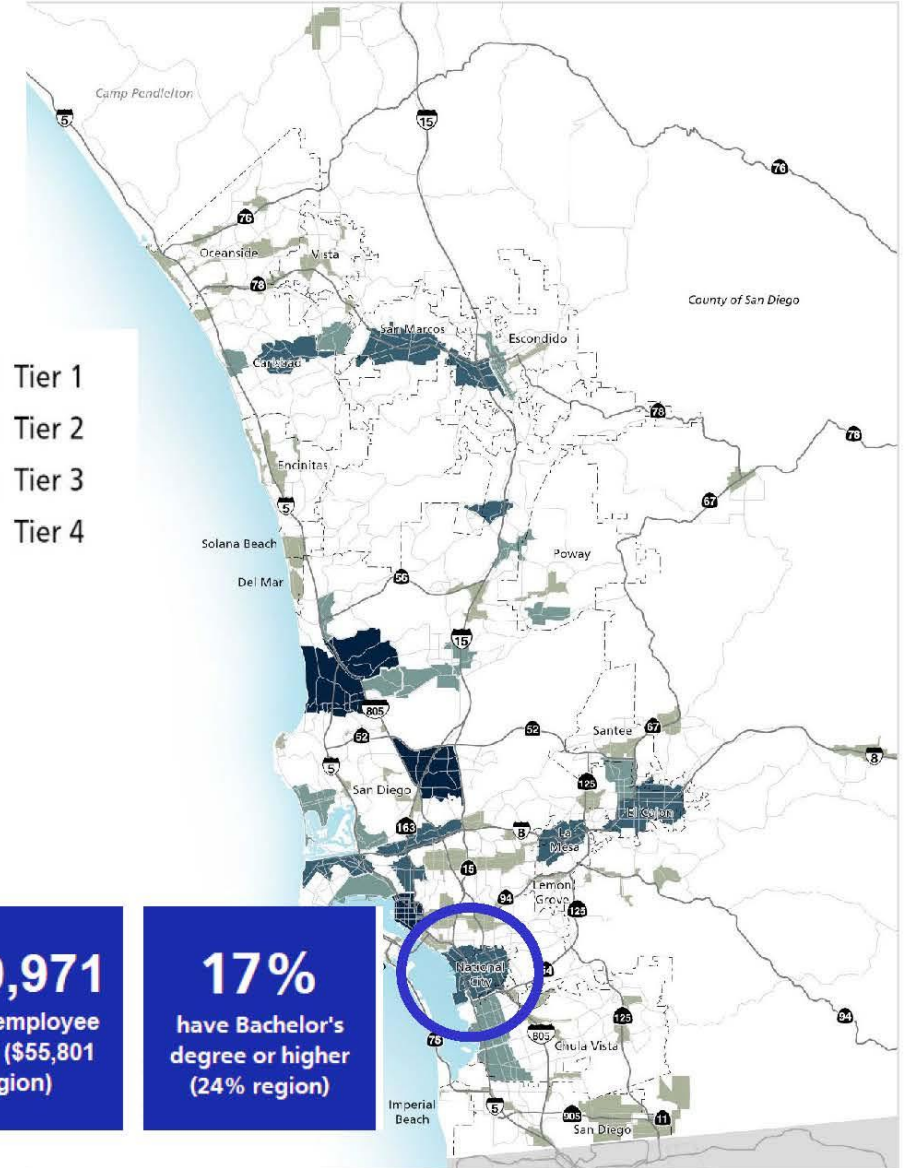 Camp Pendlelton
5
15
76
76
Oceanside
Vista
78
County of San Diego
San Marcos
Escondido
Carlsbad
Tier 1
Tier 2
Tier 3
Tier 4
78
78
Encinitas
67
5
Solana Beach
Poway
56
Del Mar
15
805
52
52
Santee
67
8
5
125
San Diego
El Cajon
163
8
La
Mesa
15
94
Lemon
Grove
125
National
City
54
94
75
805
125
Chula Vista
Imperial
Beach
5
905
San Diego
11
,971
employee
($55,801
gion)
17%
have Bachelor's
degree or higher
(24% region)